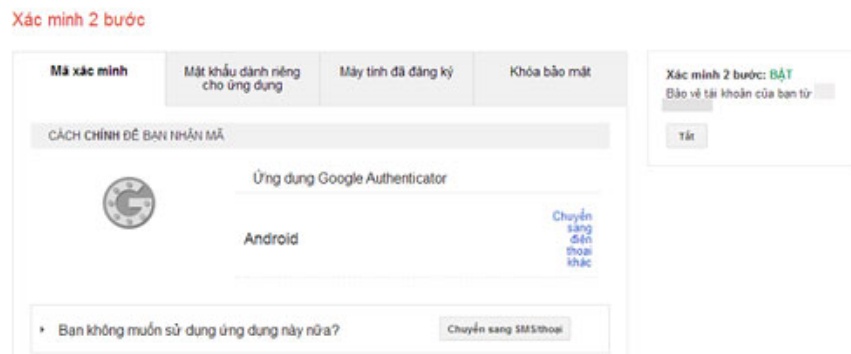 Xác minh 2 bước
Mã xác minh
Mật khẩu dành riêng
cho ứng dụng
Máy tính đã đăng ký
Khóa bảo mật
Xác minh 2 bước: BẬT
Bảo vệ tài khoản của bạn từ
Tắt
CÁCH CHÍNH ĐỂ BẠN NHẬN MÃ
Ứng dụng Google Authenticator
Android
Chuyển
sang
điện
thoại
khác
Bạn không muốn sử dụng ứng dụng này nữa?
Chuyển sang SMS/thoại